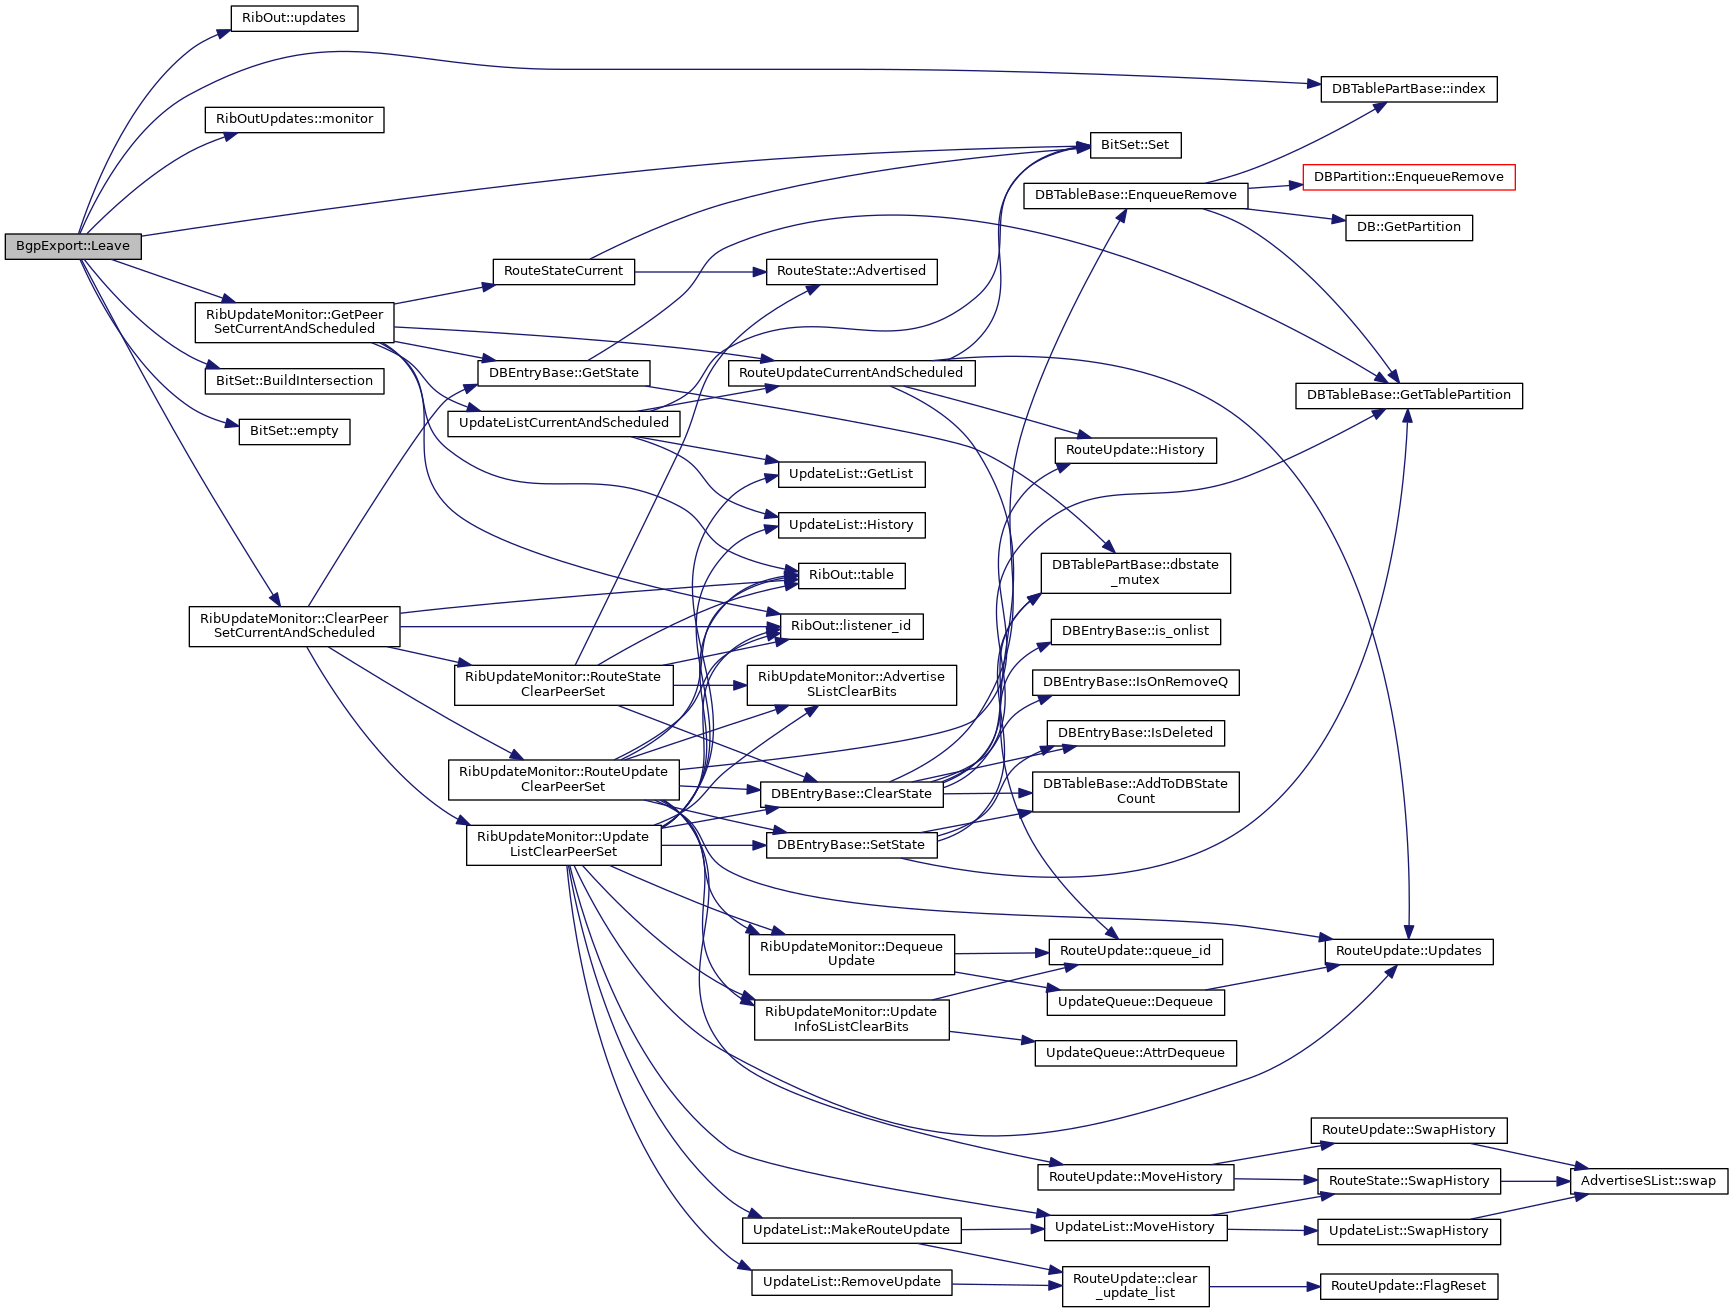 RibOut::updates
RibOutUpdates::monitor
BgpExport::Leave
RibUpdateMonitor::GetPeer
SetCurrentAndScheduled
BitSet::BuildIntersection
BitSet::empty
RibUpdateMonitor::ClearPeer
SetCurrentAndScheduled
RouteStateCurrent
DBEntryBase::GetState
UpdateListCurrentAndScheduled
RibUpdateMonitor::RouteState
ClearPeerSet
RibUpdateMonitor::RouteUpdate
ClearPeerSet
RibUpdateMonitor::Update
ListClearPeerSet
RouteState::Advertised
RouteUpdateCurrentAndScheduled
UpdateList::GetList
UpdateList::History
RibOut::table
RibOut::listener_id
RibUpdateMonitor::Advertise
SListClearBits
DBEntryBase::ClearState
DBEntryBase::SetState
RibUpdateMonitor::Dequeue
Update
RibUpdateMonitor::Update
InfoSListClearBits
UpdateList::MakeRouteUpdate
UpdateList::RemoveUpdate
BitSet::Set
DBTableBase::EnqueueRemove
RouteUpdate::History
DBTablePartBase::dbstate
_mutex
DBEntryBase::is_onlist
DBEntryBase::IsOnRemoveQ
DBEntryBase::IsDeleted
DBTableBase::AddToDBState
Count
RouteUpdate::queue_id
UpdateQueue::Dequeue
UpdateQueue::AttrDequeue
RouteUpdate::MoveHistory
UpdateList::MoveHistory
RouteUpdate::clear
_update_list
DBTablePartBase::index
DBPartition::EnqueueRemove
DB::GetPartition
DBTableBase::GetTablePartition
RouteUpdate::Updates
RouteUpdate::SwapHistory
RouteState::SwapHistory
UpdateList::SwapHistory
RouteUpdate::FlagReset
AdvertiseSList::swap